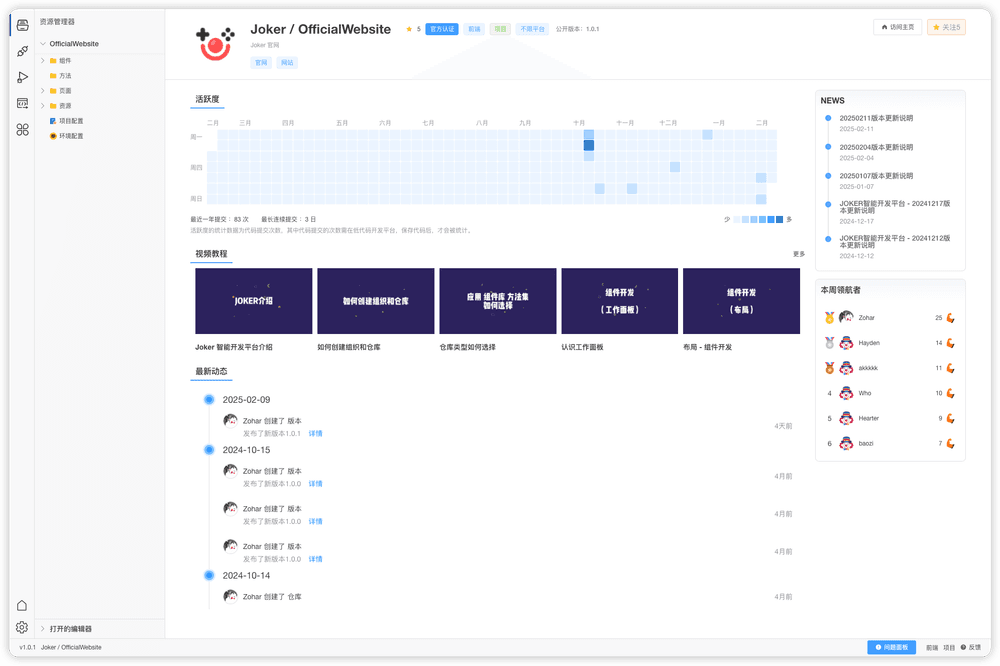 资源管理器
OfficialWebsite
组件
方法
页面
资源
项目配置
环境配置
打开的编辑器
v1.0.1 Joker / OfficialWebsite
Joker / OfficialWebsite
5 官方认证 前端 项目 不限平台 公开版本：1.0.1
访问主页 关注5
Joker 官网
官网 网站
活跃度
二月 三月 四月 五月 六月 七月 八月 九月 十月 十一月 十二月 一月 二月
周一
周四
周日
最近一年提交：83 次 最长连续提交：3 日
少 多
活跃度的统计数据为代码提交次数，其中代码提交的次数需在低代码开发平台，保存代码后，才会被统计。
视频教程 更多
JOKER介绍
如何创建组织和仓库
应用 组件库 方法集
如何选择
组件开发
（工作面板）
组件开发
（布局）
Joker 智能开发平台介绍
如何创建组织和仓库
仓库类型如何选择
认识工作面板
布局 - 组件开发
最新动态
2025-02-09
Zohar 创建了 版本
发布了新版本1.0.1 详情
4天前
2024-10-15
Zohar 创建了 版本
发布了新版本1.0.0 详情
4月前
Zohar 创建了 版本
发布了新版本1.0.0 详情
4月前
Zohar 创建了 版本
发布了新版本1.0.0 详情
4月前
2024-10-14
Zohar 创建了 仓库
4月前
NEWS
20250211版本更新说明
2025-02-11
20250204版本更新说明
2025-02-04
20250107版本更新说明
2025-01-07
JOKER智能开发平台 - 20241217版
本更新说明
2024-12-17
JOKER智能开发平台 - 20241212版
本更新说明
2024-12-12
本周领航者
Zohar 25
Hayden 14
akkkkk 11
4 Who 10
5 Hearter 9
6 baozi 7
问题面板 前端 项目 反馈